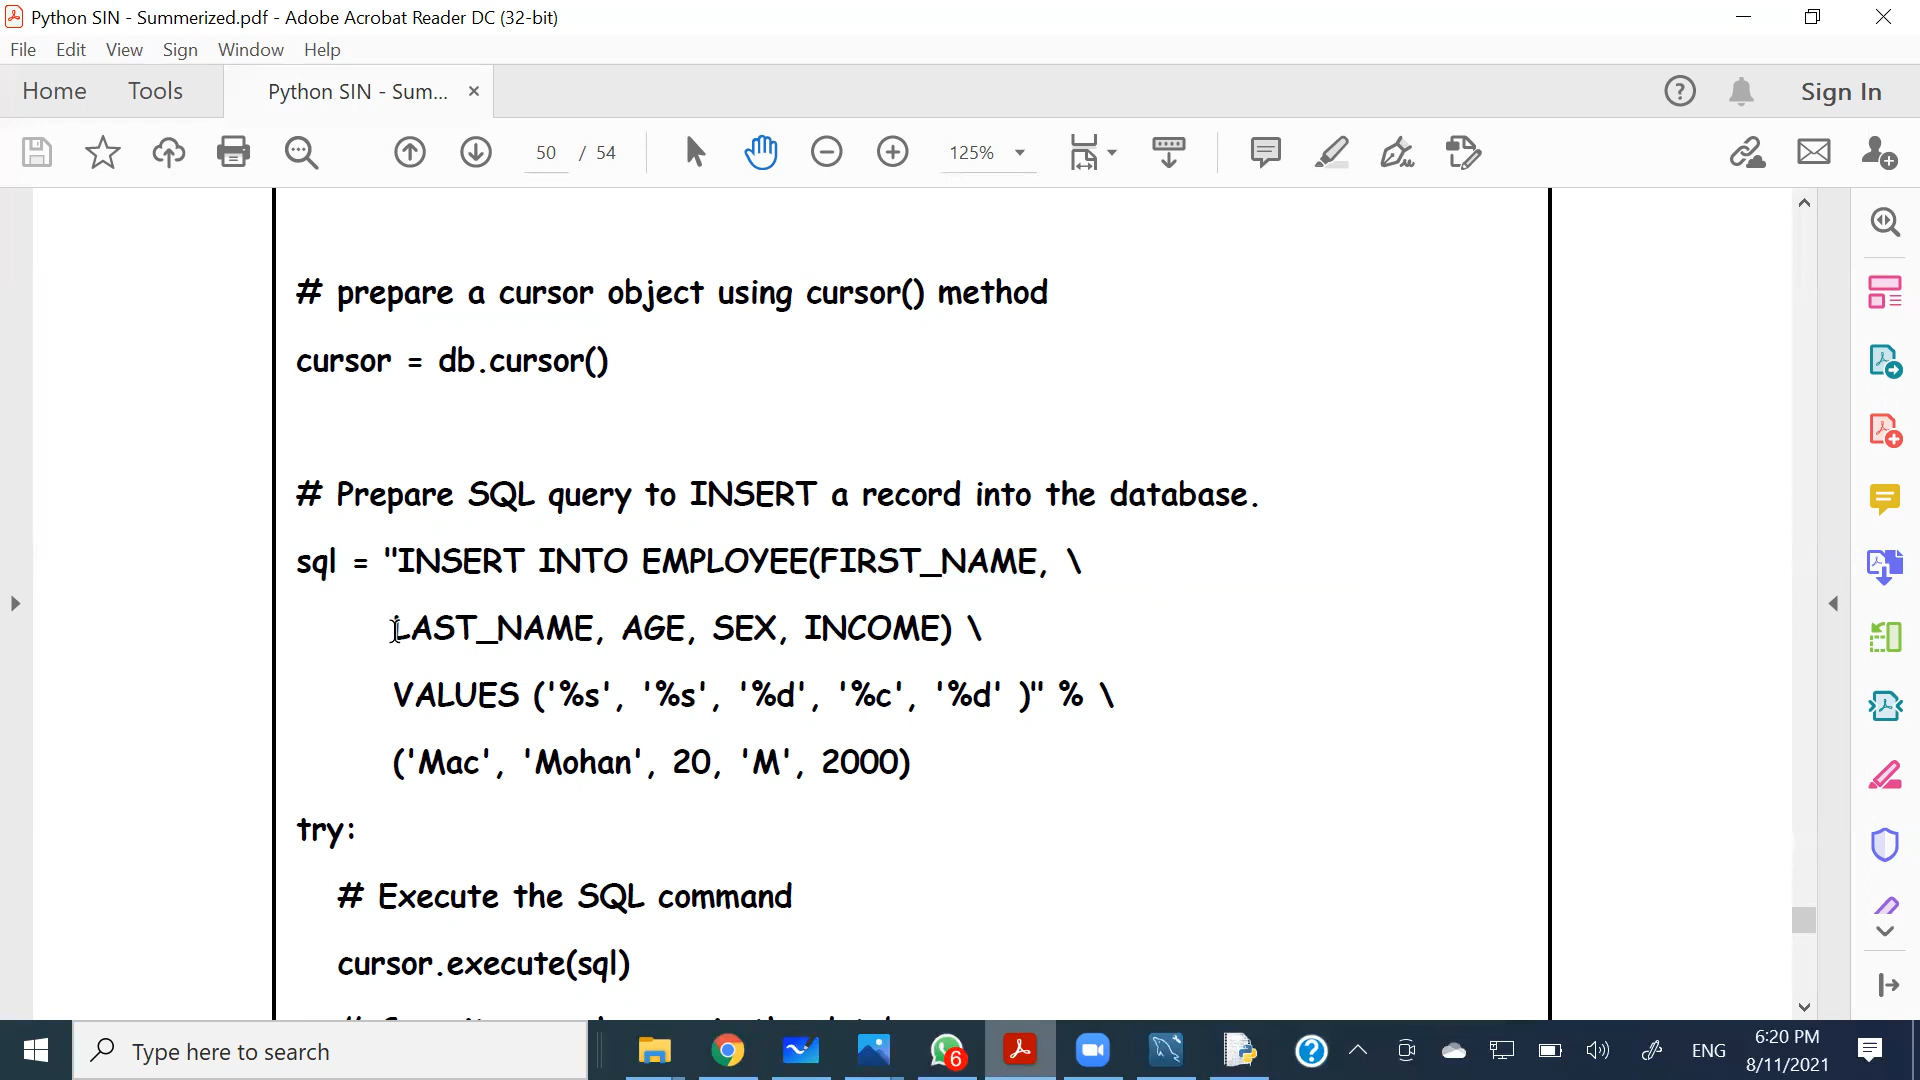 Python SIN - Summerized.pdf - Adobe Acrobat Reader DC (32-bit)
File Edit View Sign Window Help
Home Tools Python SIN - Sum... × Sign In
50 / 54 125%
# prepare a cursor object using cursor() method
cursor = db.cursor()
# Prepare SQL query to INSERT a record into the database.
sql = "INSERT INTO EMPLOYEE(FIRST_NAME, \
LAST_NAME, AGE, SEX, INCOME) \
VALUES ('%s', '%s', '%d', '%c', '%d' )" % \
('Mac', 'Mohan', 20, 'M', 2000)
try:
# Execute the SQL command
cursor.execute(sql)
Type here to search
6
ENG
6:20 PM
8/11/2021